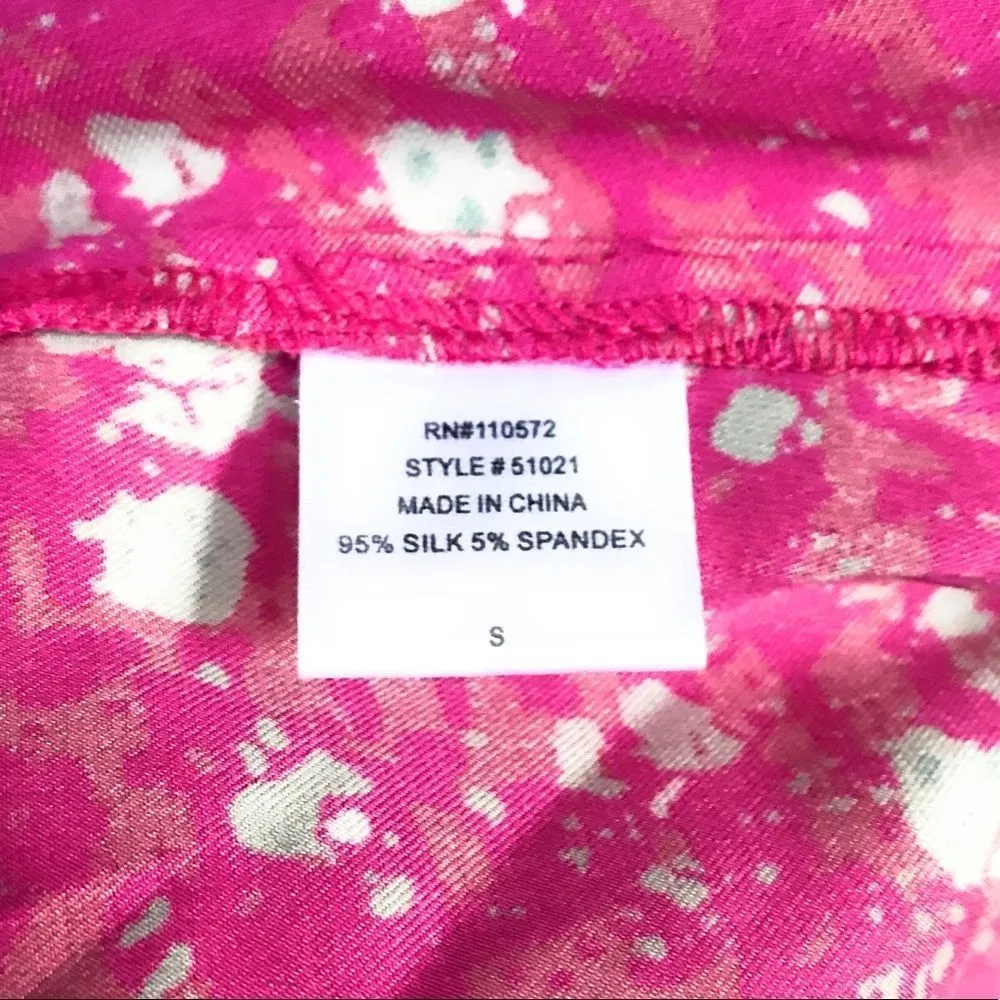 RN#110572
STYLE # 51021
MADE IN CHINA
95% SILK 5% SPANDEX
S